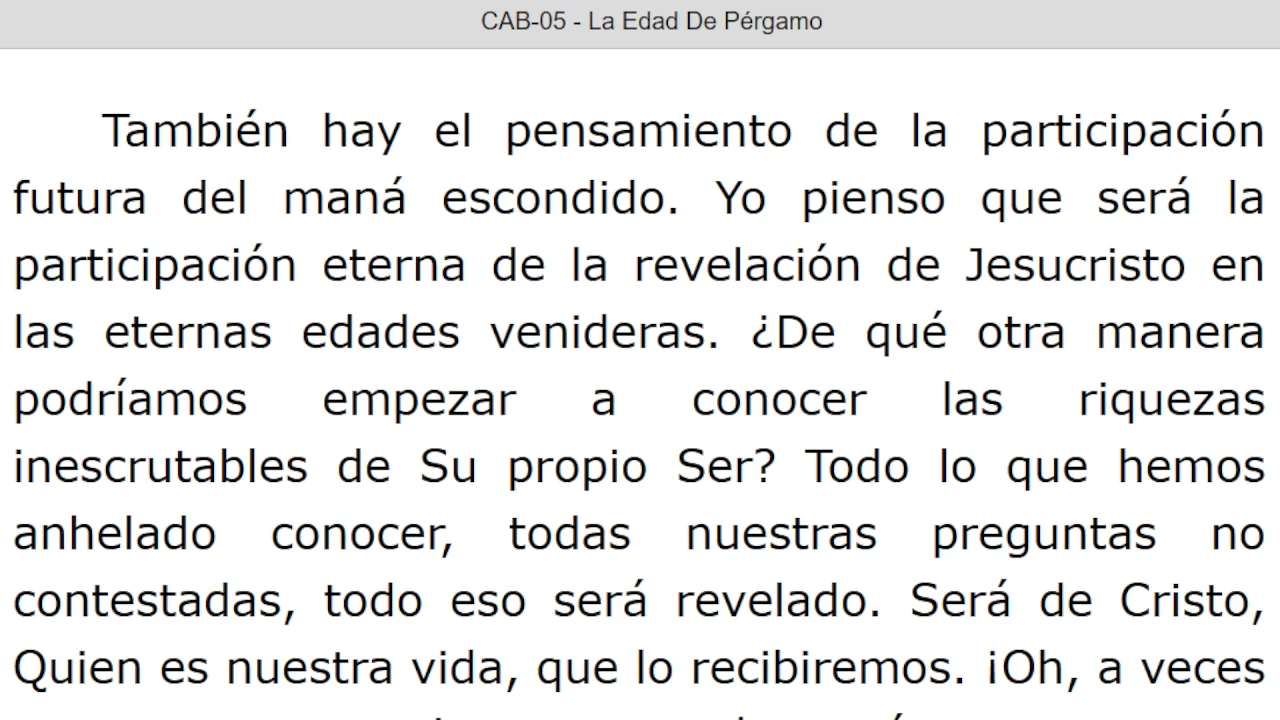 CAB-05 - La Edad De Pérgamo
También hay el pensamiento de la participación
futura del maná escondido. Yo pienso que será la
participación eterna de la revelación de Jesucristo en
las eternas edades venideras. ¿De qué otra manera
podríamos empezar a conocer las riquezas
inescrutables de Su propio Ser? Todo lo que hemos
anhelado conocer, todas nuestras preguntas no
contestadas, todo eso será revelado. Será de Cristo,
Quien es nuestra vida, que lo recibiremos. ¡Oh, a veces